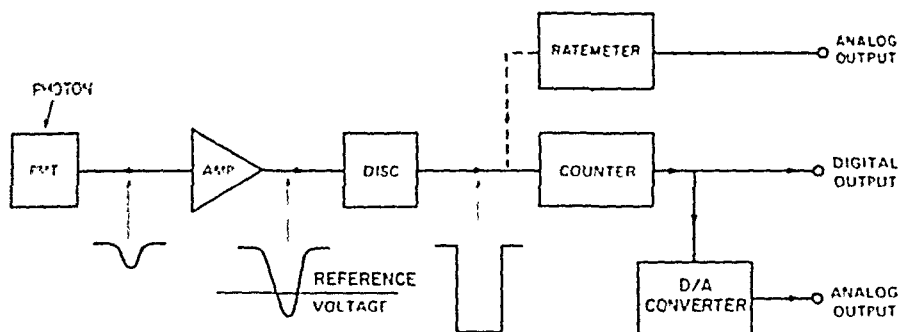 PHOTON
PMT
AMP
DISC
RATEMETER
ANALOG
OUTPUT
COUNTER
DIGITAL
OUTPUT
REFERENCE
VOLTAGE
D/A
CONVERTER
ANALOG
OUTPUT